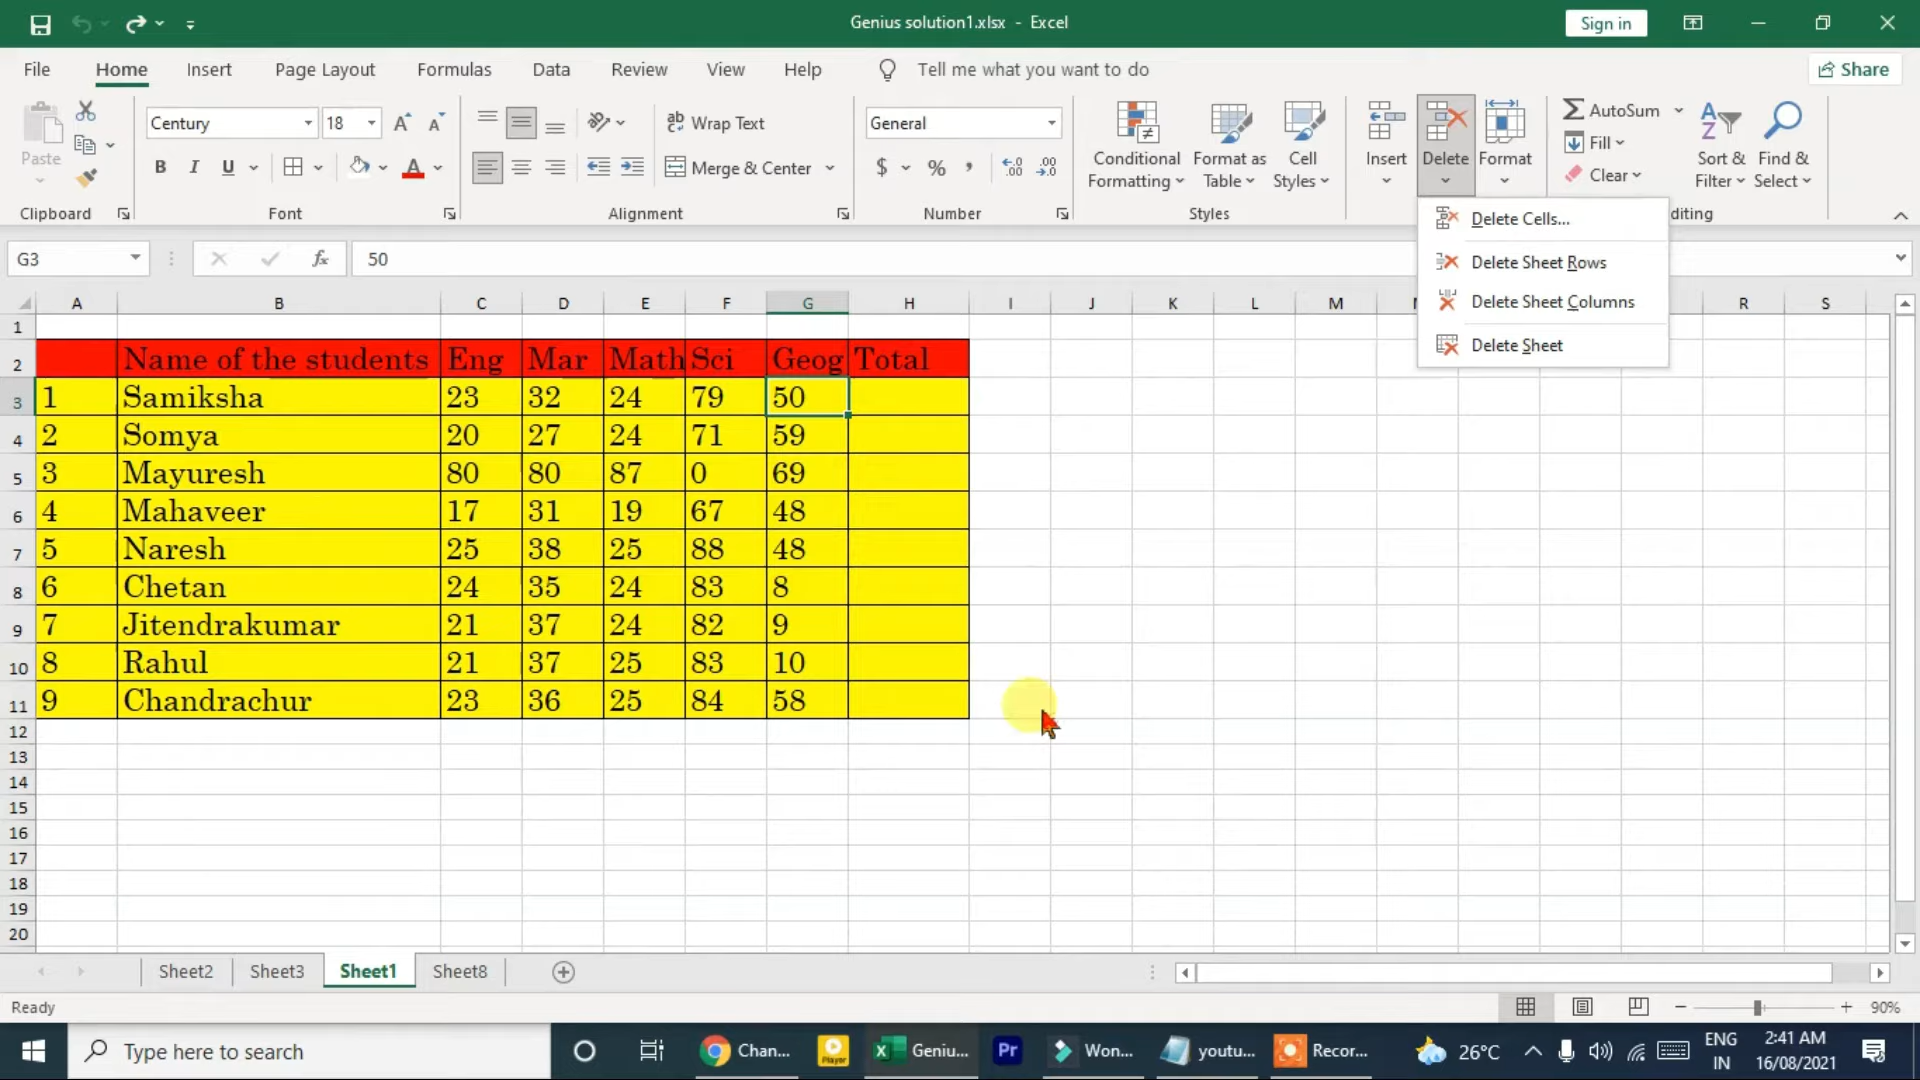 Genius solution1.xlsx - Excel
Sign in
File Home Insert Page Layout Formulas Data Review View Help Tell me what you want to do Share
Paste
Clipboard
Century 18
B I U
Font
Wrap Text
Merge & Center
Alignment
General
$ % ,
Number
Conditional Formatting
Format as Table
Cell Styles
Styles
Insert
Delete
Format
AutoSum
Fill
Clear
Sort & Filter
Find & Select
diting
Delete Cells...
Delete Sheet Rows
Delete Sheet Columns
Delete Sheet
G3 fx 50
A B C D E F G H I J K L M R S
1
2 Name of the students Eng Mar Math Sci Geog Total
3 1 Samiksha 23 32 24 79 50
4 2 Somya 20 27 24 71 59
5 3 Mayuresh 80 80 87 0 69
6 4 Mahaveer 17 31 19 67 48
7 5 Naresh 25 38 25 88 48
8 6 Chetan 24 35 24 83 8
9 7 Jitendrakumar 21 37 24 82 9
10 8 Rahul 21 37 25 83 10
11 9 Chandrachur 23 36 25 84 58
12
13
14
15
16
17
18
19
20
Sheet2 Sheet3 Sheet1 Sheet8
Ready 90%
Type here to search Chan... Player Geniu... Pr Won... youtu... Recor... 26°C ENG IN 2:41 AM 16/08/2021